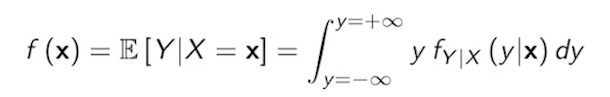 f (x) = 𝔼 [Y|X = x] = ∫_{y=−∞}^{y=+∞} y f_{Y|X} (y|x) dy